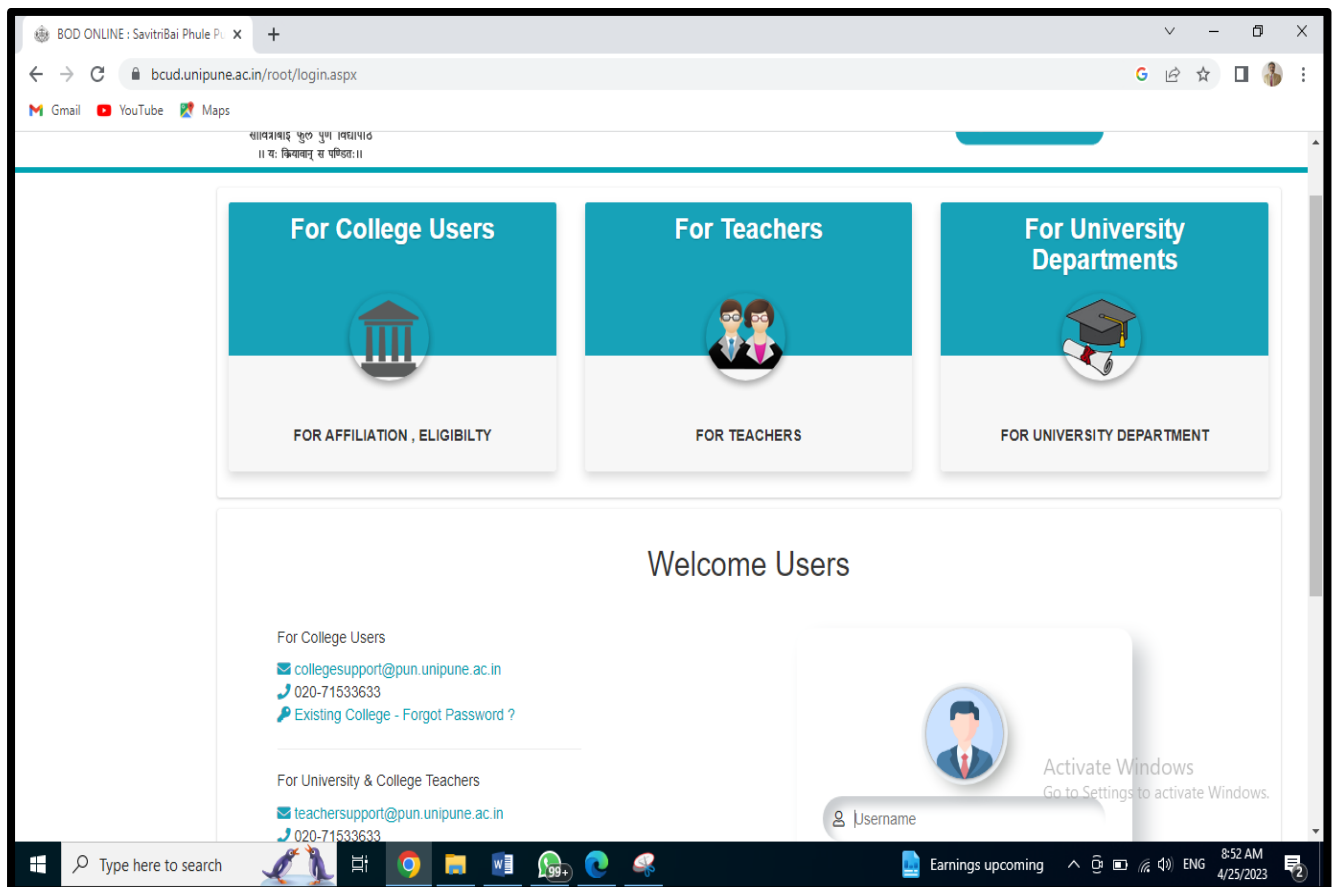 BOD ONLINE : SavitriBai Phule Pu
bcud.unipune.ac.in/root/login.aspx
Gmail YouTube Maps
।। यः क्रियावान् स पण्डितः।।
For College Users
FOR AFFILIATION , ELIGIBILTY
For Teachers
FOR TEACHERS
For University
Departments
FOR UNIVERSITY DEPARTMENT
Welcome Users
For College Users
collegesupport@pun.unipune.ac.in
020-71533633
Existing College - Forgot Password ?
For University & College Teachers
teachersupport@pun.unipune.ac.in
020-71533633
Username
Activate Windows
Go to Settings to activate Windows.
Type here to search
99+
Earnings upcoming
ENG
8:52 AM
4/25/2023
2